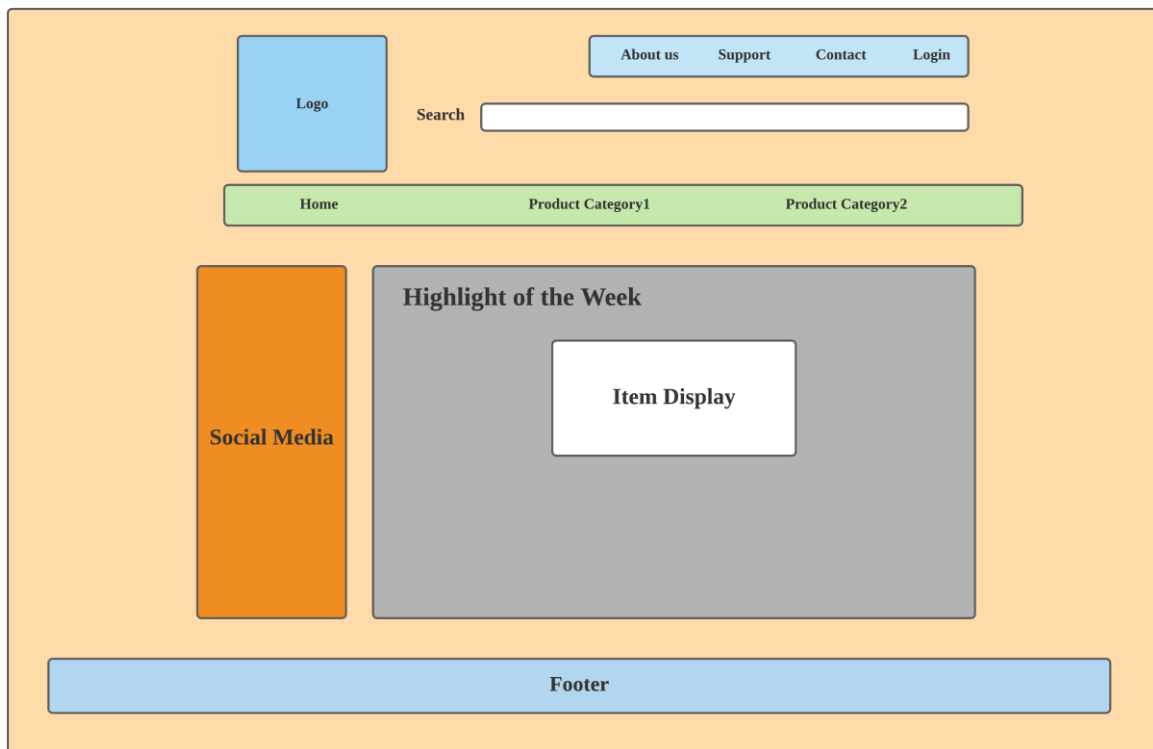 About us Support Contact Login
Logo
Search
Home Product Category1 Product Category2
Highlight of the Week
Item Display
Social Media
Footer